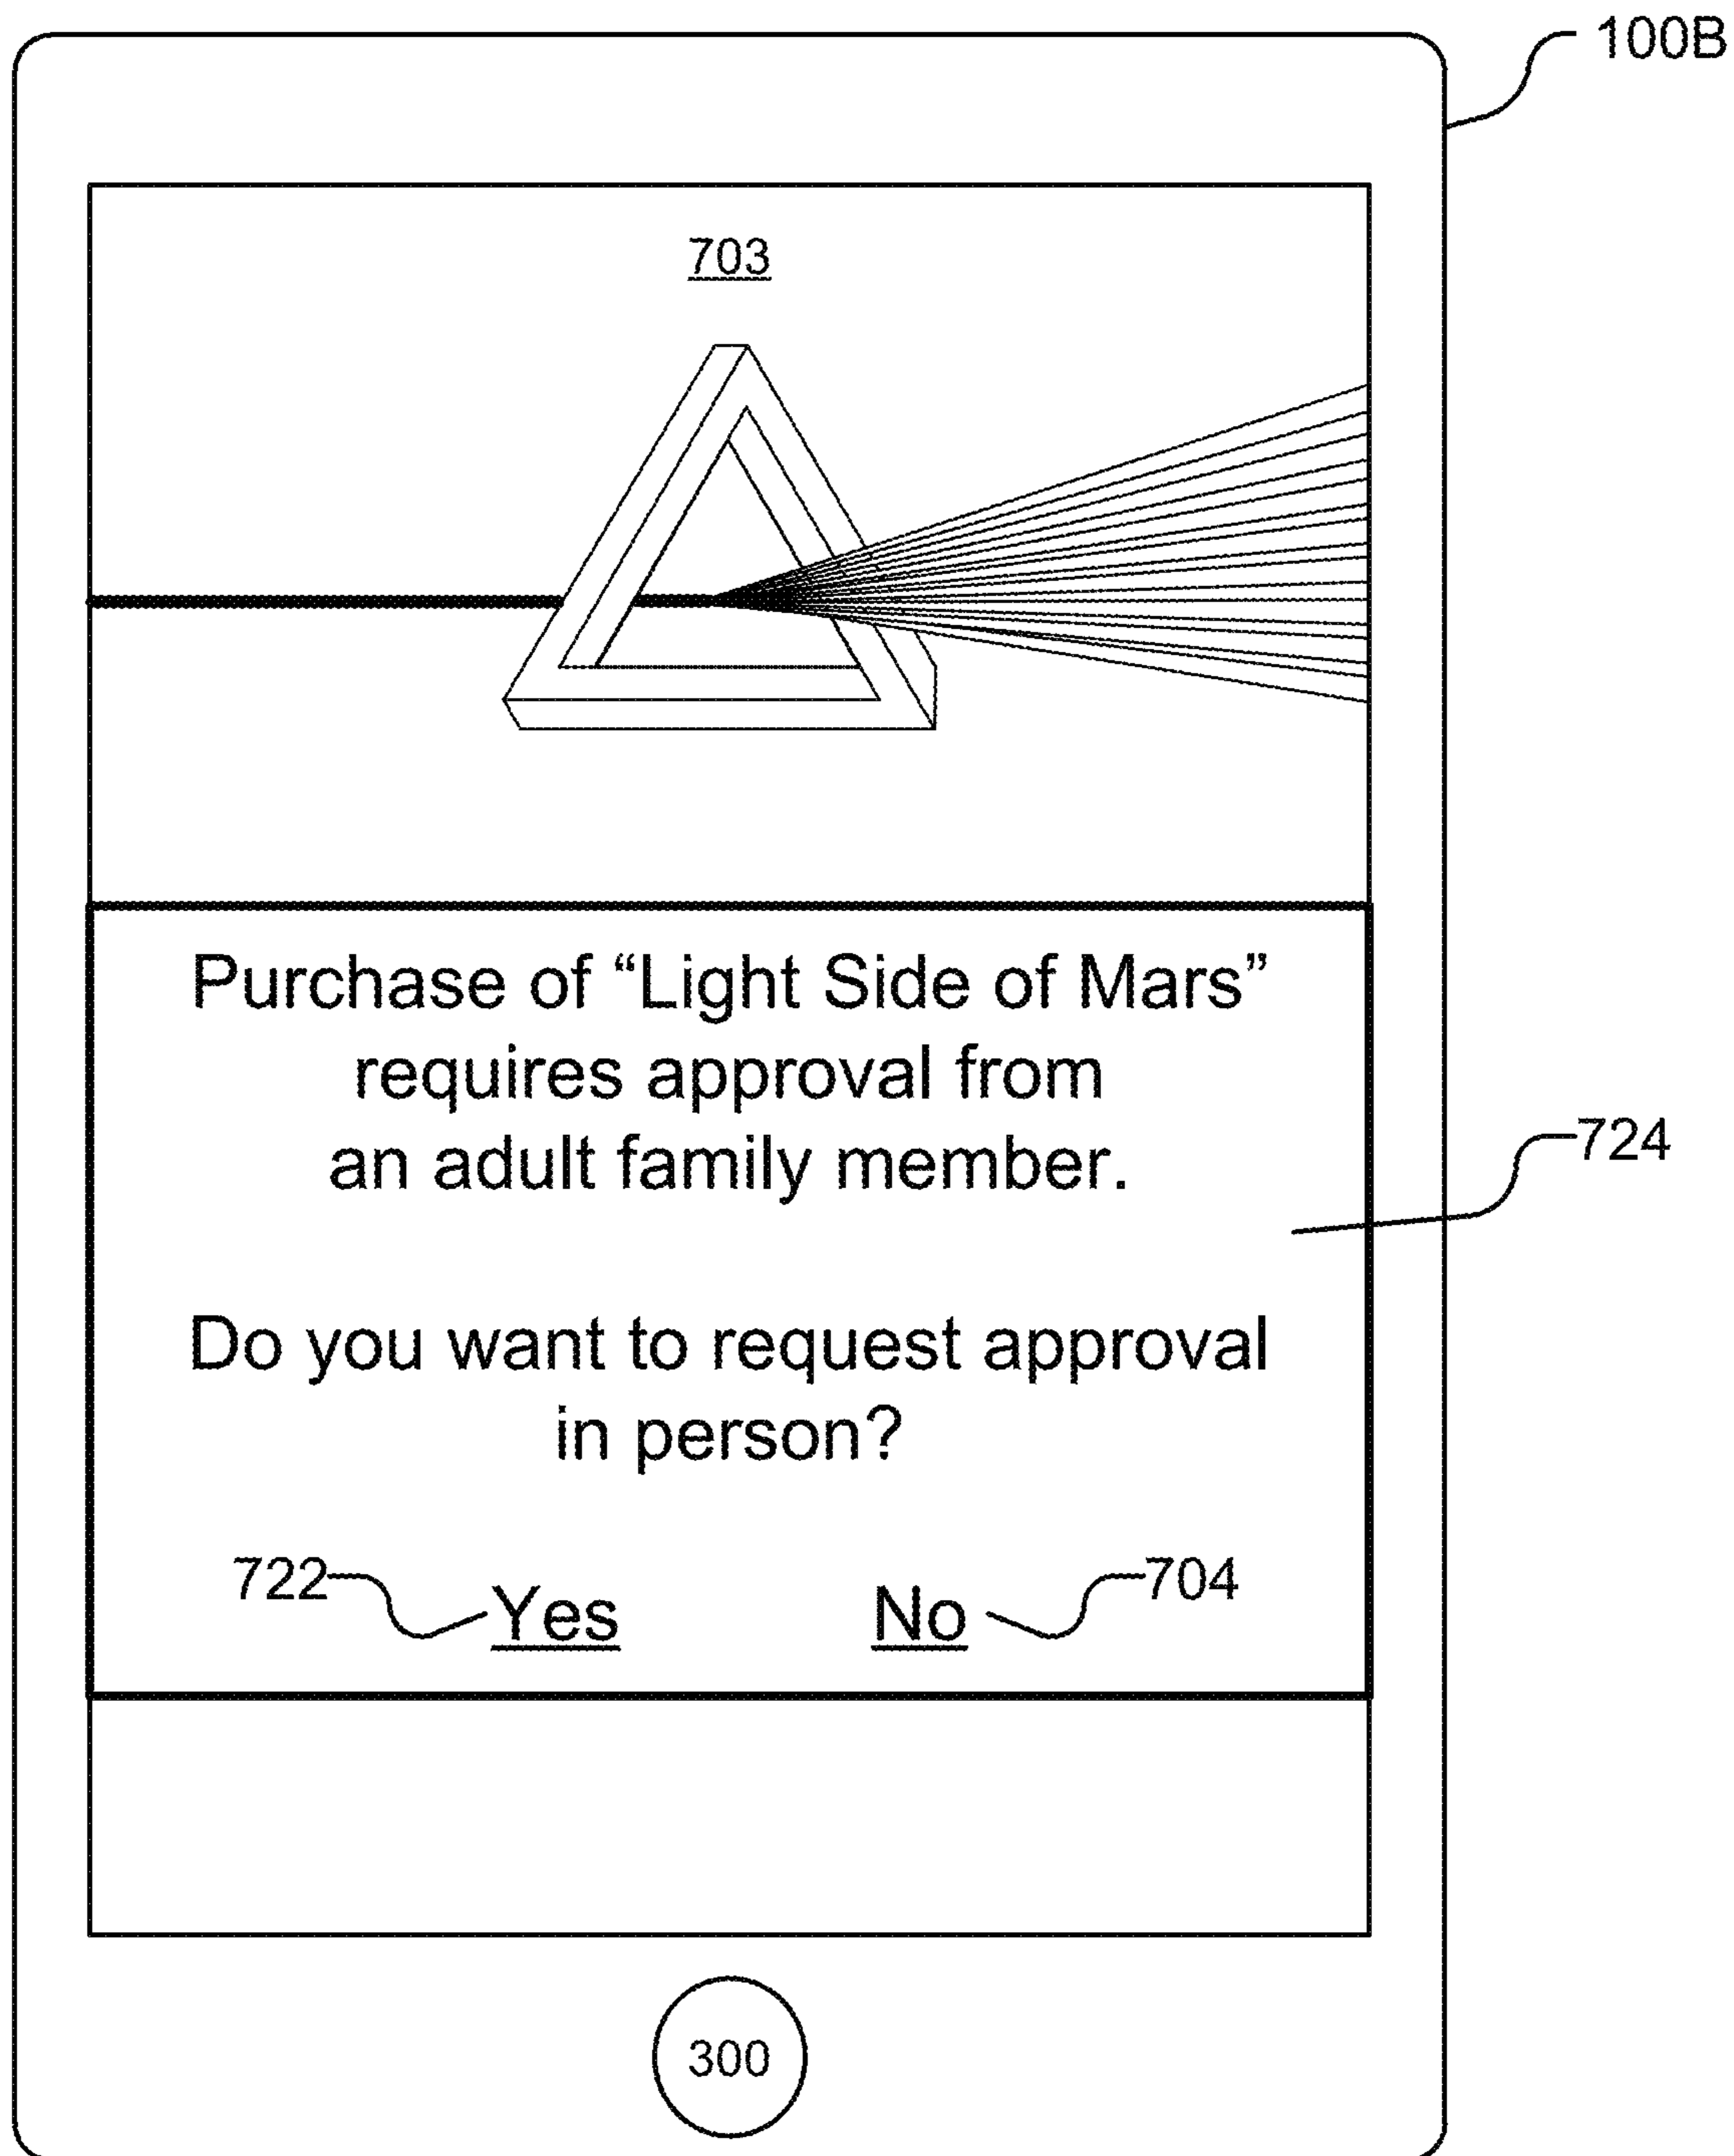 100B
703
Purchase of “Light Side of Mars”
requires approval from
an adult family member.
724
Do you want to request approval
in person?
722 Yes No 704
300